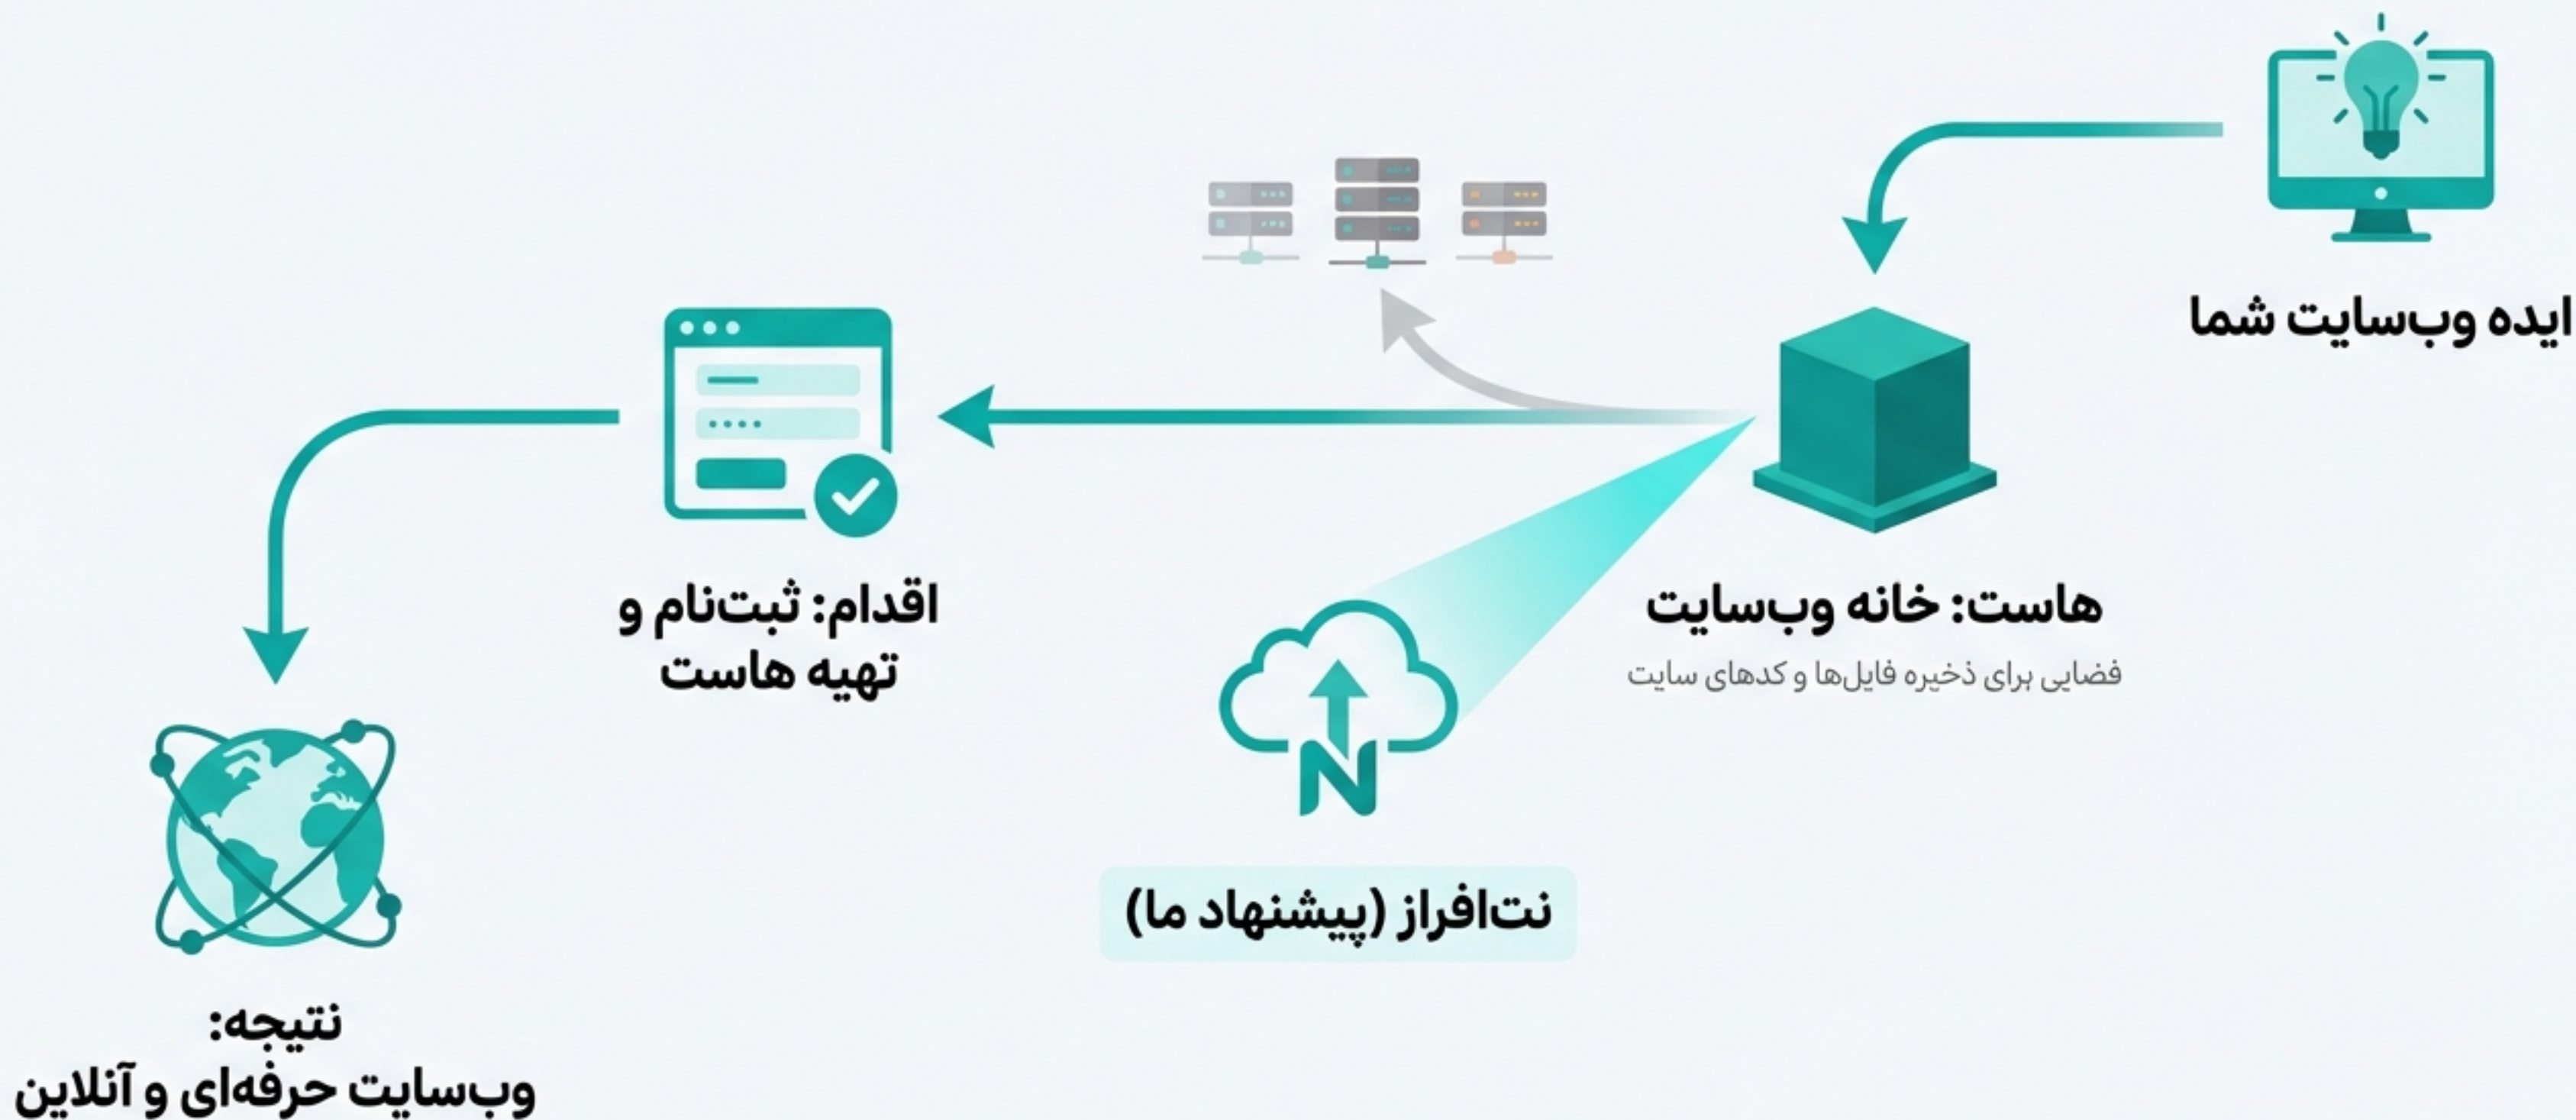 ایده وب‌سایت شما
هاست: خانه وب‌سایت
فضایی برای ذخیره فایل‌ها و کدهای سایت
نت‌افراز (پیشنهاد ما)
اقدام: ثبت‌نام و
تهیه هاست
نتیجه:
وب‌سایت حرفه‌ای و آنلاین
N